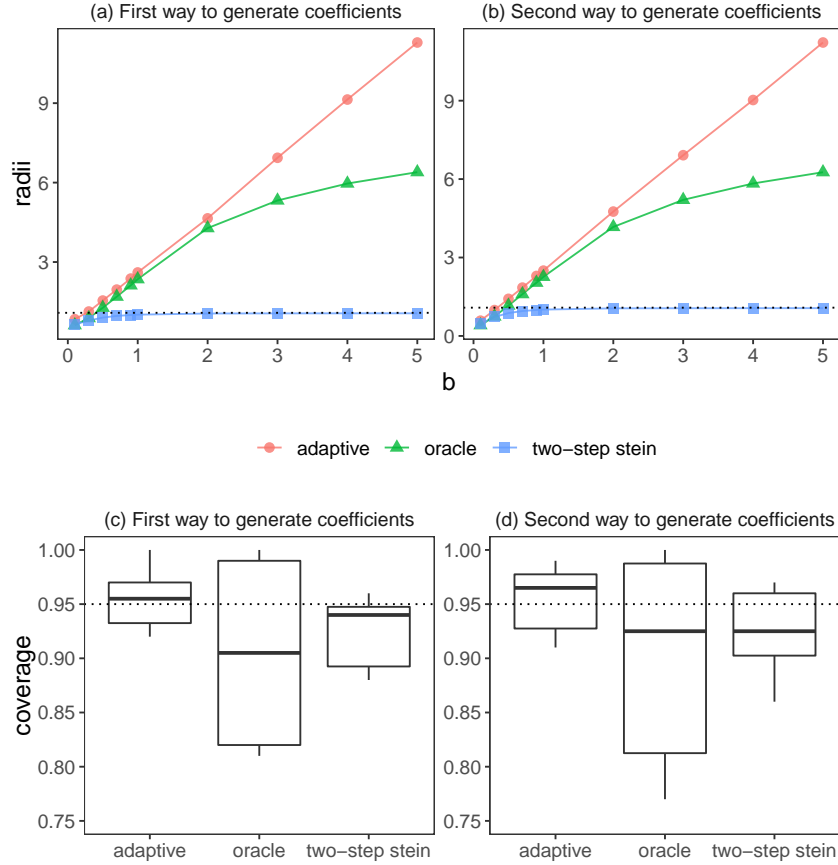 (a) First way to generate coefficients
(b) Second way to generate coefficients
radii
9
6
3
9
6
3
0
0 1 2 3 4 5
0 1 2 3 4 5
b
adaptive oracle two−step stein
(c) First way to generate coefficients
(d) Second way to generate coefficients
coverage
1.00
0.95
0.90
0.85
0.80
0.75
1.00
0.95
0.90
0.85
0.80
0.75
adaptive oracle two−step stein
adaptive oracle two−step stein